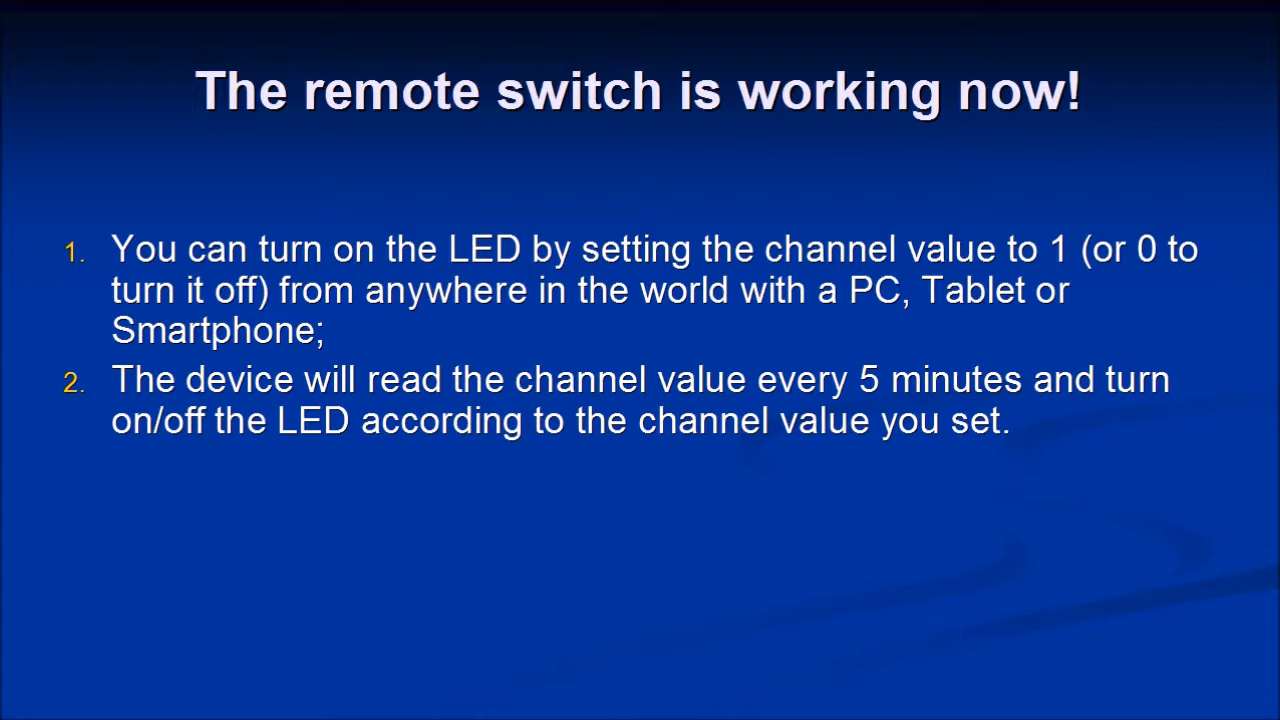 The remote switch is working now!
1. You can turn on the LED by setting the channel value to 1 (or 0 to
turn it off) from anywhere in the world with a PC, Tablet or
Smartphone;
2. The device will read the channel value every 5 minutes and turn
on/off the LED according to the channel value you set.